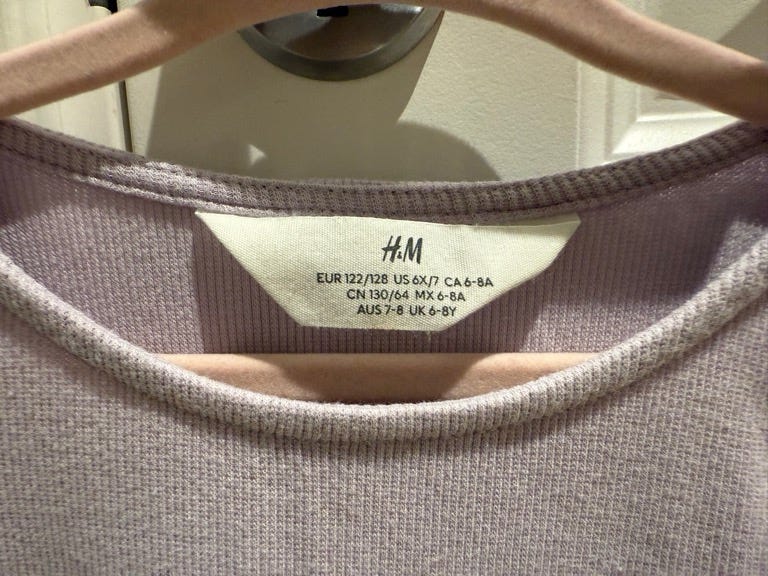 H&M
EUR 122/128 US 6X/7 CA 6-8A
CN 130/64 MX 6-8A
AUS 7-8 UK 6-8Y